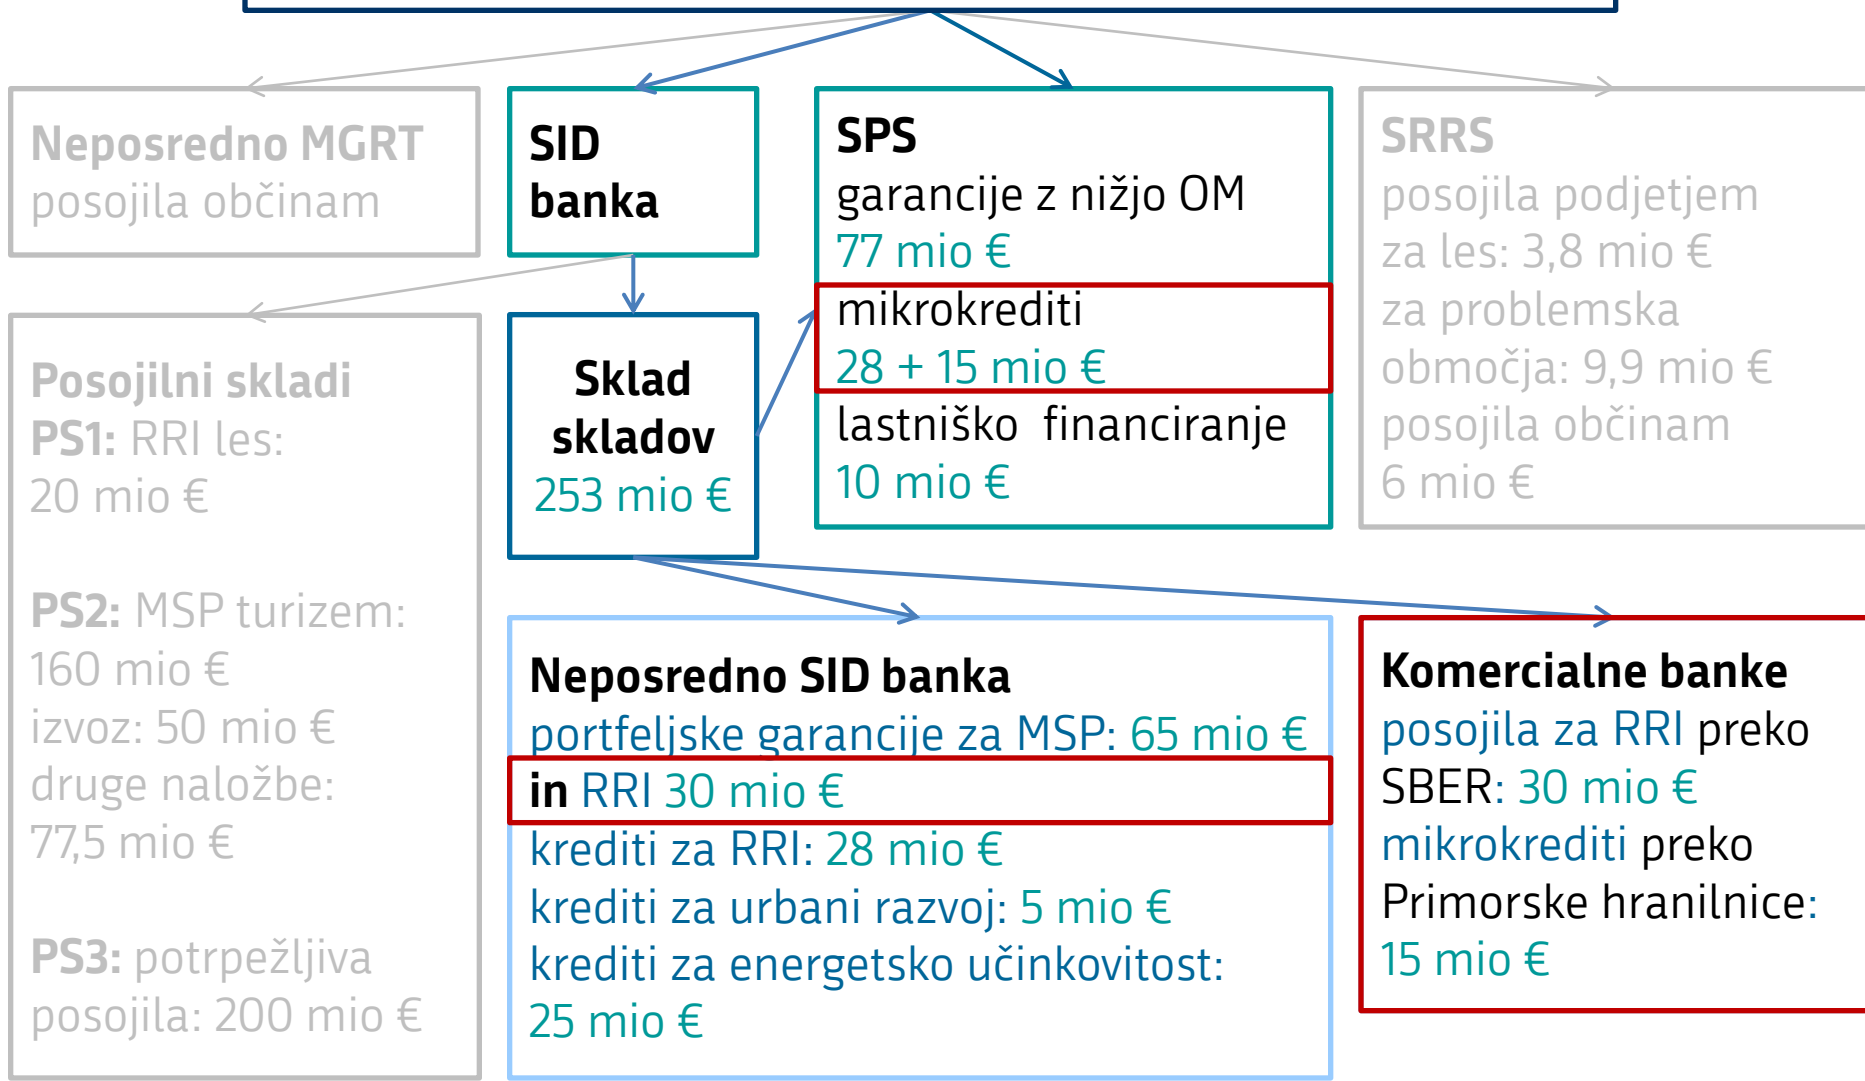 Neposredno MGRT
posojila občinam
SID
banka
SPS
garancije z nižjo OM
77 mio €
mikrokrediti
28 + 15 mio €
lastniško financiranje
10 mio €
SRRS
posojila podjetjem
za les: 3,8 mio €
za problemska
območja: 9,9 mio €
posojila občinam
6 mio €
Posojilni skladi
PS1: RRI les:
20 mio €
PS2: MSP turizem:
160 mio €
izvoz: 50 mio €
druge naložbe:
77,5 mio €
PS3: potrpežljiva
posojila: 200 mio €
Sklad
skladov
253 mio €
Neposredno SID banka
portfeljske garancije za MSP: 65 mio €
in RRI 30 mio €
krediti za RRI: 28 mio €
krediti za urbani razvoj: 5 mio €
krediti za energetsko učinkovitost:
25 mio €
Komercialne banke
posojila za RRI preko
SBER: 30 mio €
mikrokrediti preko
Primorske hranilnice:
15 mio €